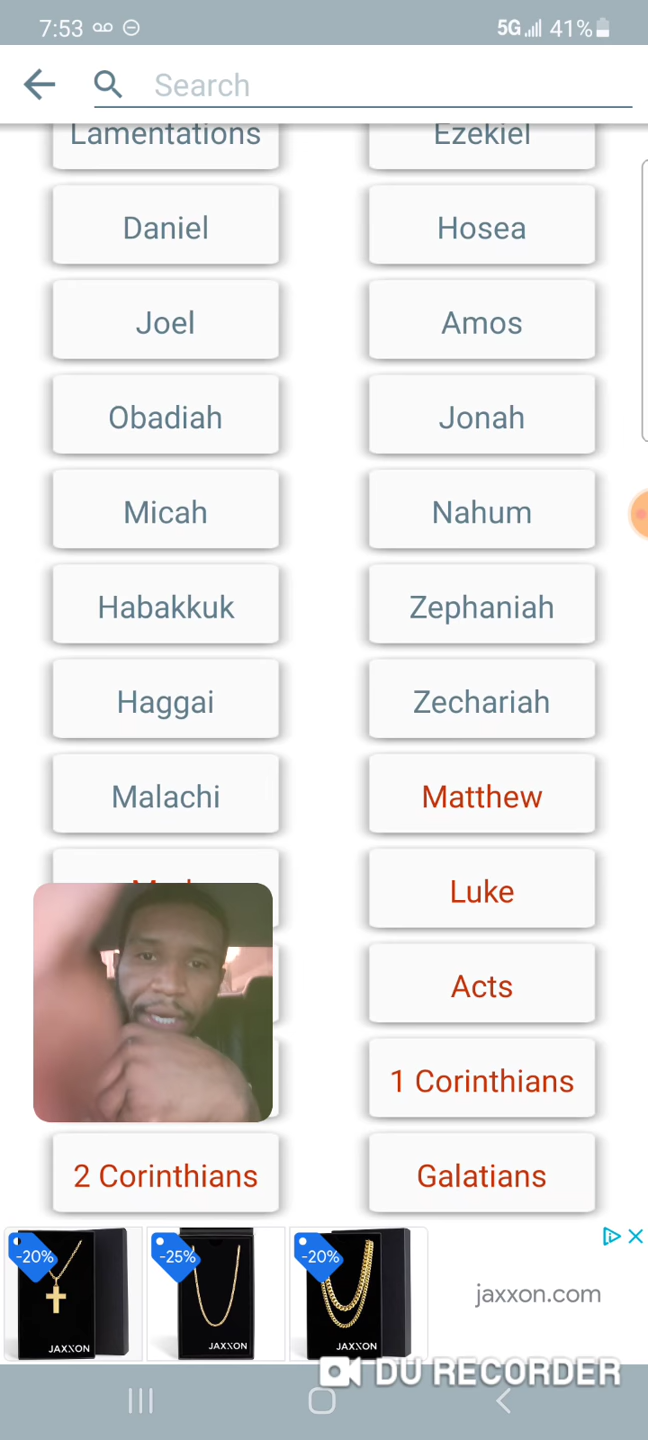 7:53 5G 41%
Search
Lamentations Ezekiel
Daniel Hosea
Joel Amos
Obadiah Jonah
Micah Nahum
Habakkuk Zephaniah
Haggai Zechariah
Malachi Matthew
Luke
Acts
1 Corinthians
2 Corinthians Galatians
-20% -25% -20%
jaxxon.com
JAXXON JAXXON JAXXON
DU RECORDER